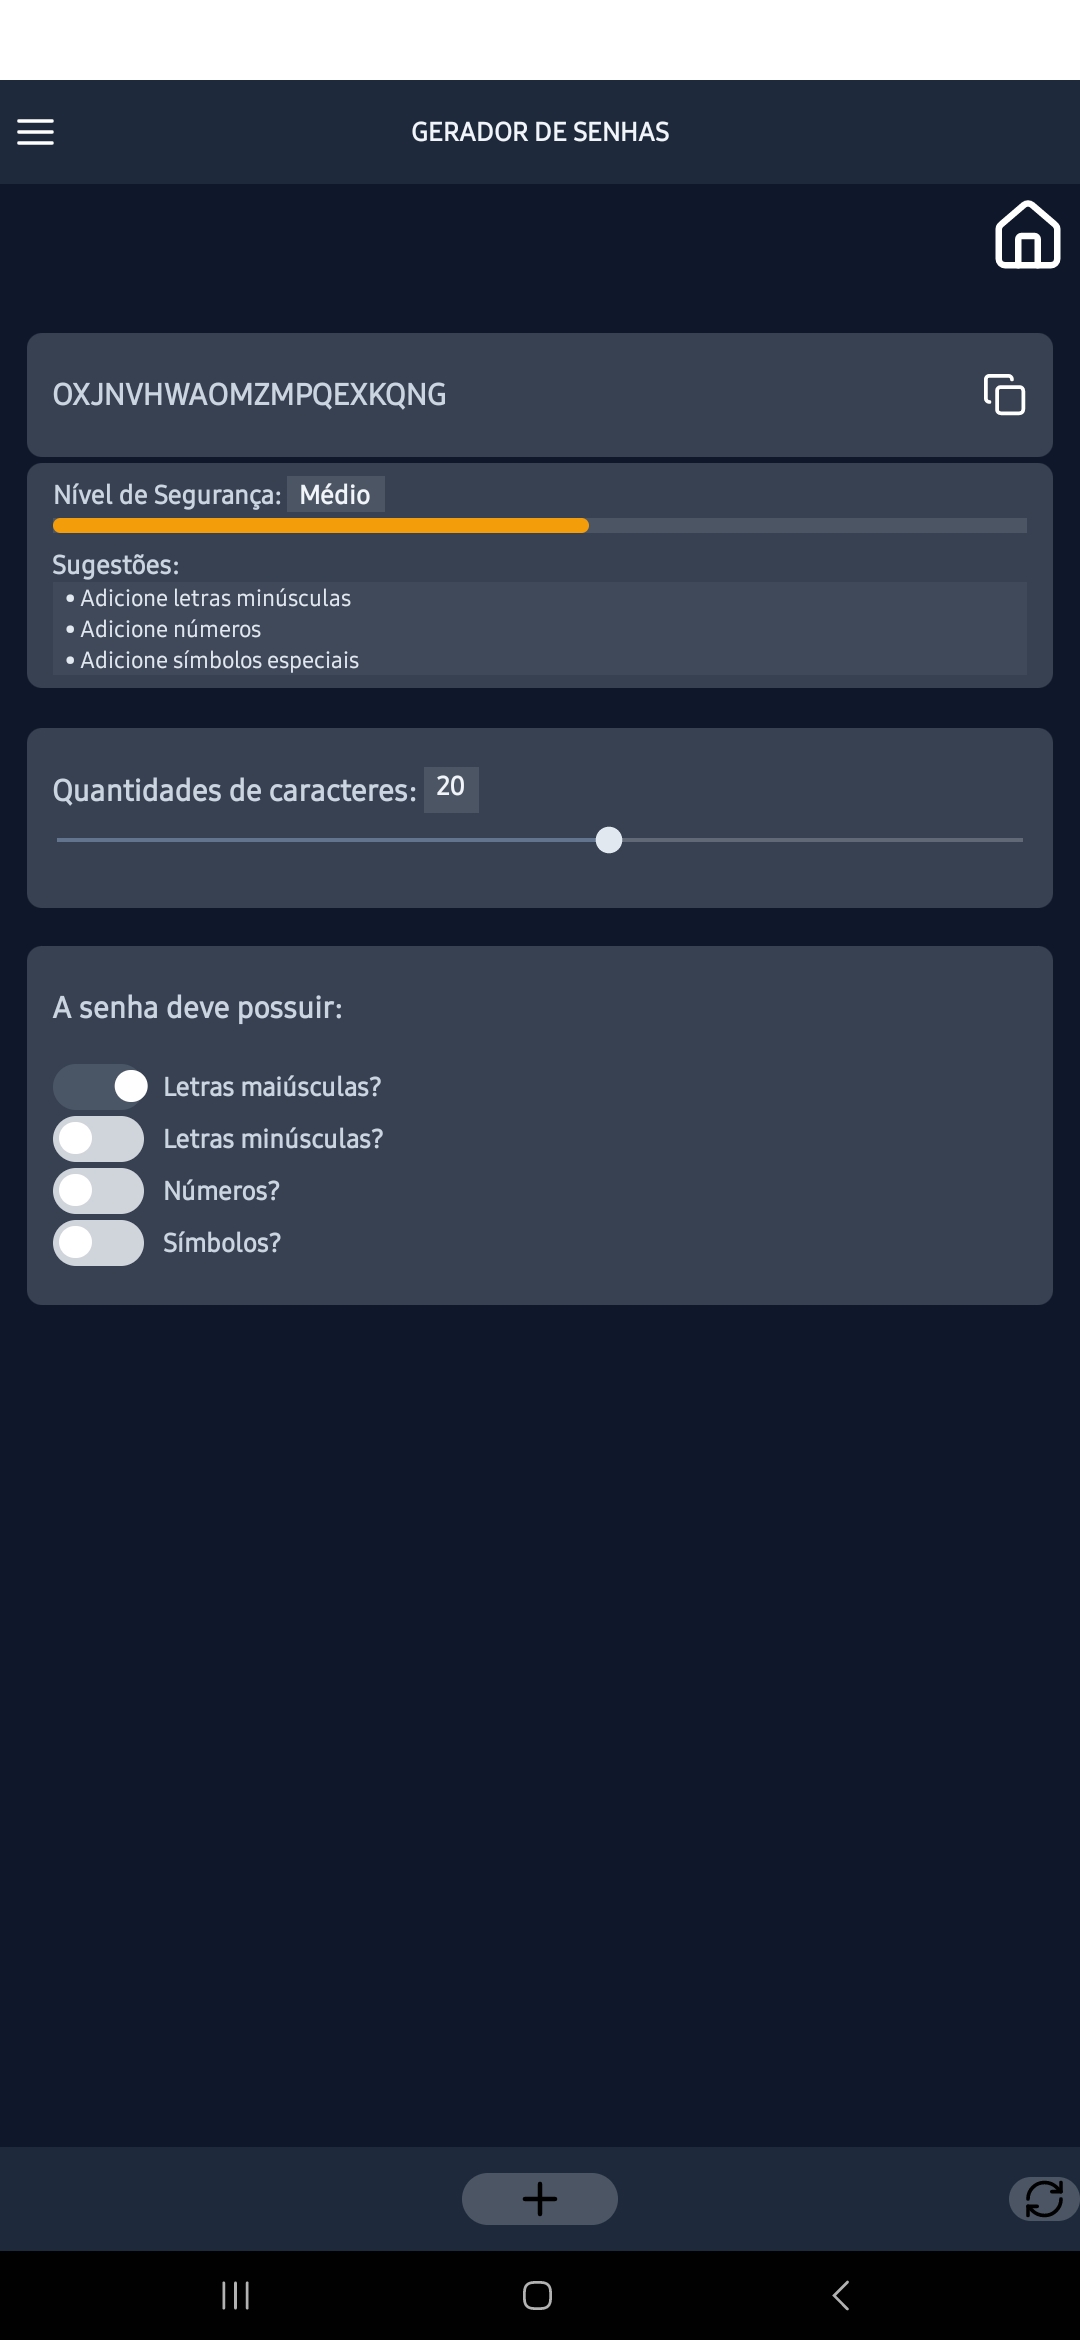 GERADOR DE SENHAS
OXJNVHWAOMZMPQEXKQNG
Nível de Segurança: Médio
Sugestões:
• Adicione letras minúsculas
• Adicione números
• Adicione símbolos especiais
Quantidades de caracteres: 20
A senha deve possuir:
Letras maiúsculas?
Letras minúsculas?
Números?
Símbolos?